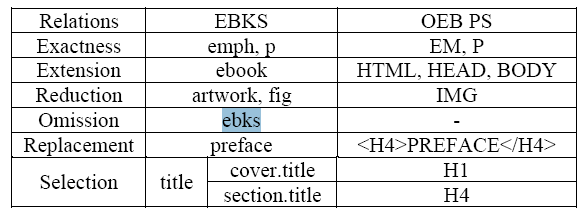 Relations EBKS OEB PS
Exactness emph, p EM, P
Extension ebook HTML, HEAD, BODY
Reduction artwork, fig IMG
Omission ebks -
Replacement preface <H4>PREFACE</H4>
Selection title cover.title H1
section.title H4